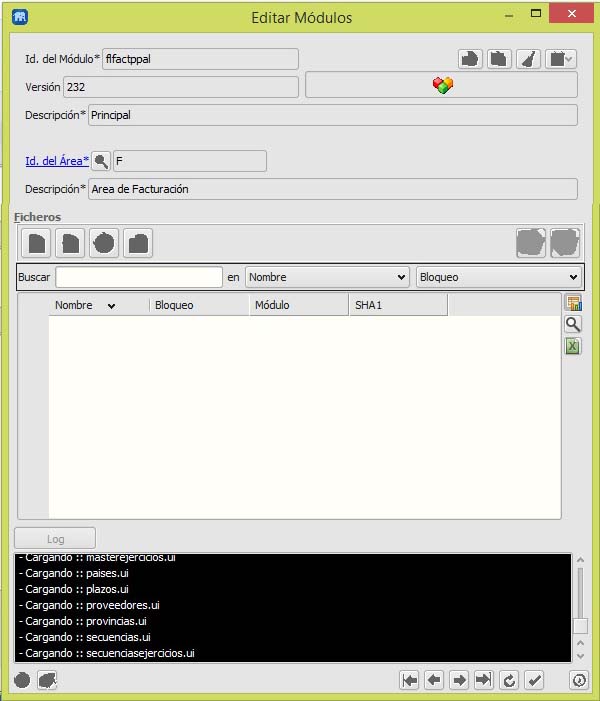 Editar Módulos
Id. del Módulo* flfactppal
Versión 232
Descripción* Principal
Id. del Área* F
Descripción* Area de Facturación
Ficheros
Buscar en Nombre Bloqueo
Nombre Bloqueo Módulo SHA1
Log
- Cargando :: masterejercicios.ui
- Cargando :: paises.ui
- Cargando :: plazos.ui
- Cargando :: proveedores.ui
- Cargando :: provincias.ui
- Cargando :: secuencias.ui
- Cargando :: secuenciasejercicios.ui